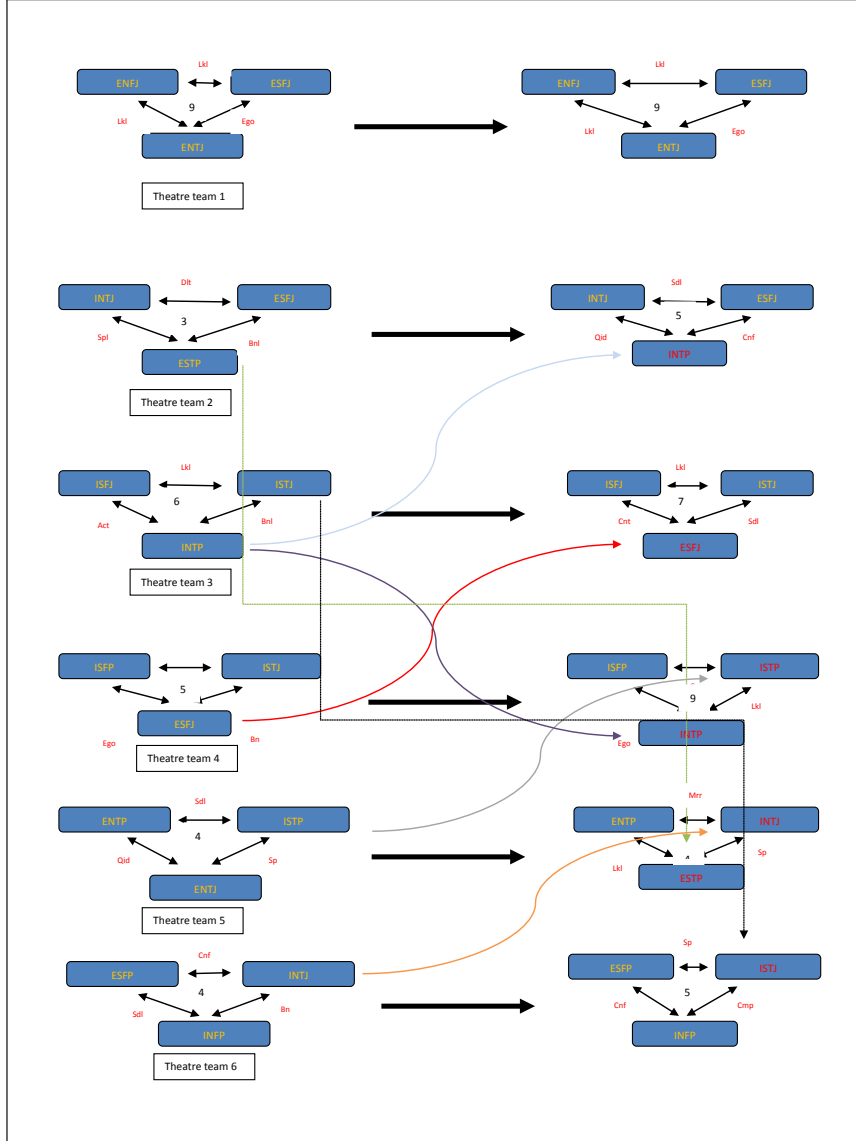 Lkl Lkl
ENFJ ESFJ ENFJ ESFJ
9 9
Lkl Ego Lkl Ego
ENTJ ENTJ
Theatre team 1
Dlt Sdl
INTJ ESFJ INTJ ESFJ
3 5
Spl Bnl Qid Cnf
ESTP INTP
Theatre team 2
Lkl Lkl
ISFJ ISTJ ISFJ ISTJ
6 7
Act Bnl Cnt Sdl
INTP ESFJ
Theatre team 3
ISFP ISTJ ISFP ISTP
5 9
Lkl
ESFJ INTP
Ego Bn Ego
Theatre team 4
Sdl Mrr
ENTP ISTP ENTP INTJ
4
Qid Sp Lkl Sp
ENTJ ESTP
Theatre team 5
Cnf Sp
ESFP INTJ ESFP ISTJ
4 5
Sdl Bn Cnf Cmp
INFP INFP
Theatre team 6